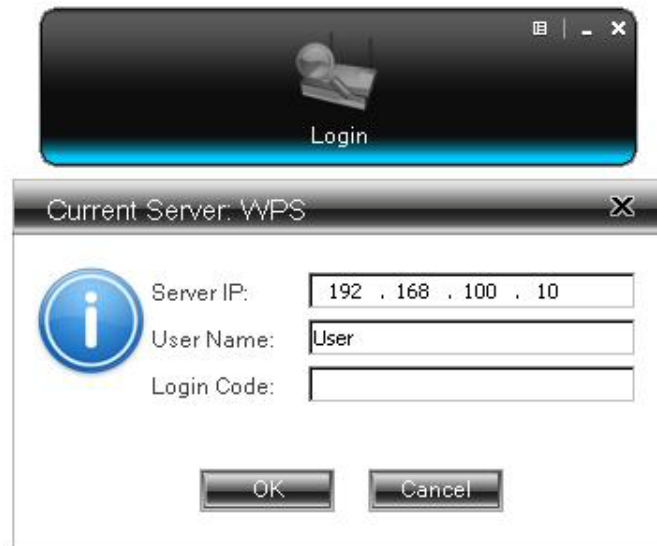 Login
Current Server: WPS
Server IP: 192 . 168 . 100 . 10
User Name: User
Login Code:
OK Cancel